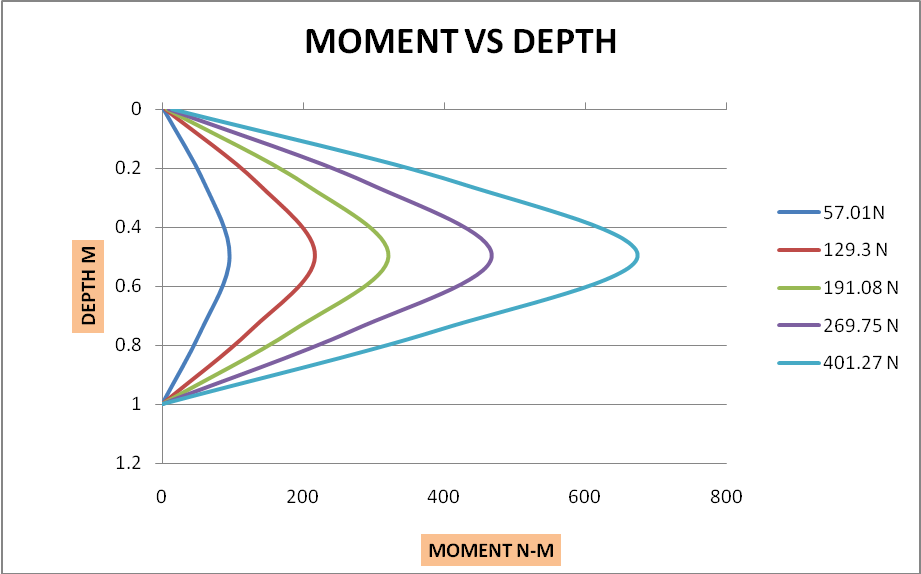 MOMENT VS DEPTH
0
0.2
0.4
0.6
0.8
1
1.2
DEPTH M
0 200 400 600 800
MOMENT N-M
57.01N
129.3 N
191.08 N
269.75 N
401.27 N